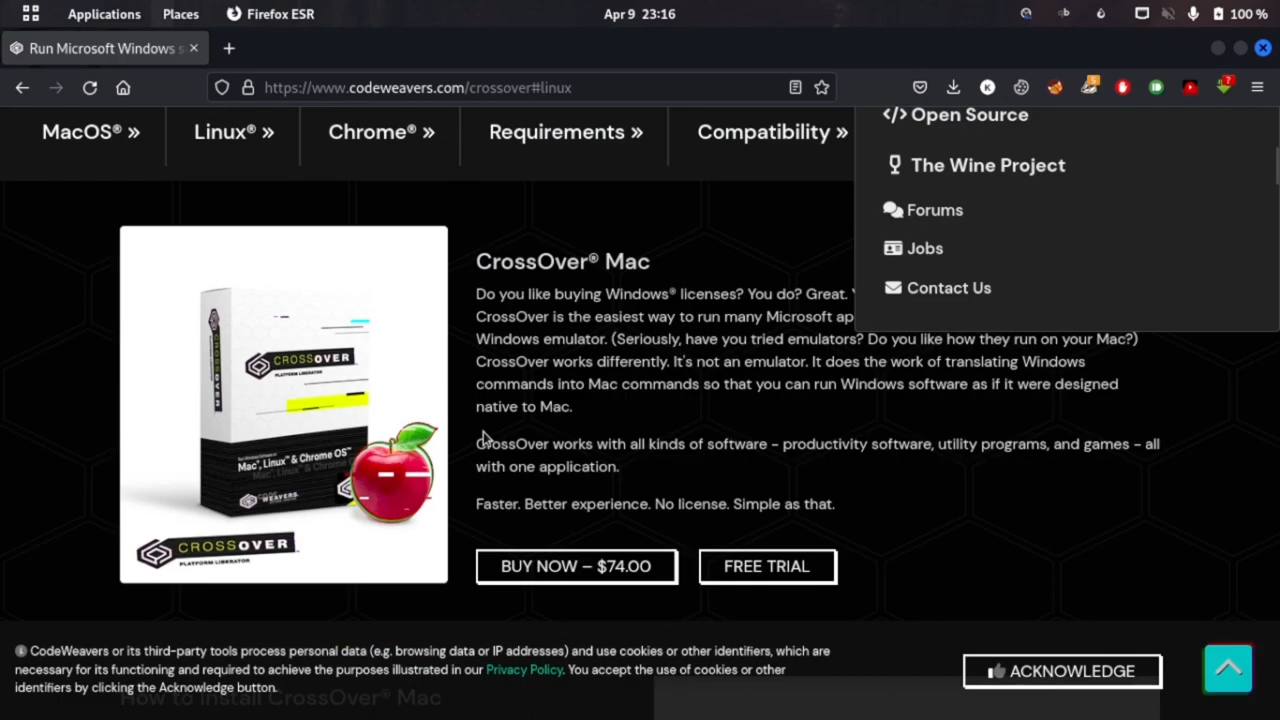 Applications Places Firefox ESR Apr 9 23:16 100 %
Run Microsoft Windows s
https://www.codeweavers.com/crossover#linux
K
5
?
MacOS® » Linux® » Chrome® » Requirements » Compatibility »
</> Open Source
The Wine Project
Forums
Jobs
Contact Us
CrossOver® Mac
Do you like buying Windows® licenses? You do? Great.
CrossOver is the easiest way to run many Microsoft ap
Windows emulator. (Seriously, have you tried emulators? Do you like how they run on your Mac?)
CrossOver works differently. It's not an emulator. It does the work of translating Windows
commands into Mac commands so that you can run Windows software as if it were designed
native to Mac.
CrossOver works with all kinds of software – productivity software, utility programs, and games – all
with one application.
Faster. Better experience. No license. Simple as that.
BUY NOW – $74.00 FREE TRIAL
CROSSOVER
CROSSOVER
PLATFORM LIBERATOR
Mac, Linux & Chrome OS
WEAVERS
CROSSOVER
PLATFORM LIBERATOR
CodeWeavers or its third-party tools process personal data (e.g. browsing data or IP addresses) and use cookies or other identifiers, which are
necessary for its functioning and required to achieve the purposes illustrated in our Privacy Policy. You accept the use of cookies or other
identifiers by clicking the Acknowledge button.
ACKNOWLEDGE
How to Install CrossOver® Mac